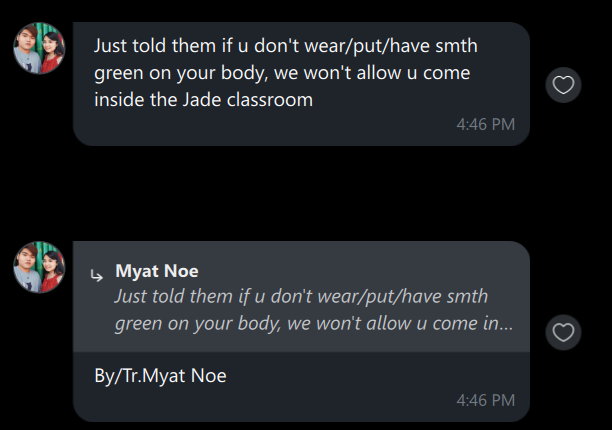 Just told them if u don't wear/put/have smth
green on your body, we won't allow u come
inside the Jade classroom
4:46 PM
Myat Noe
Just told them if u don't wear/put/have smth
green on your body, we won't allow u come in...
By/Tr.Myat Noe
4:46 PM